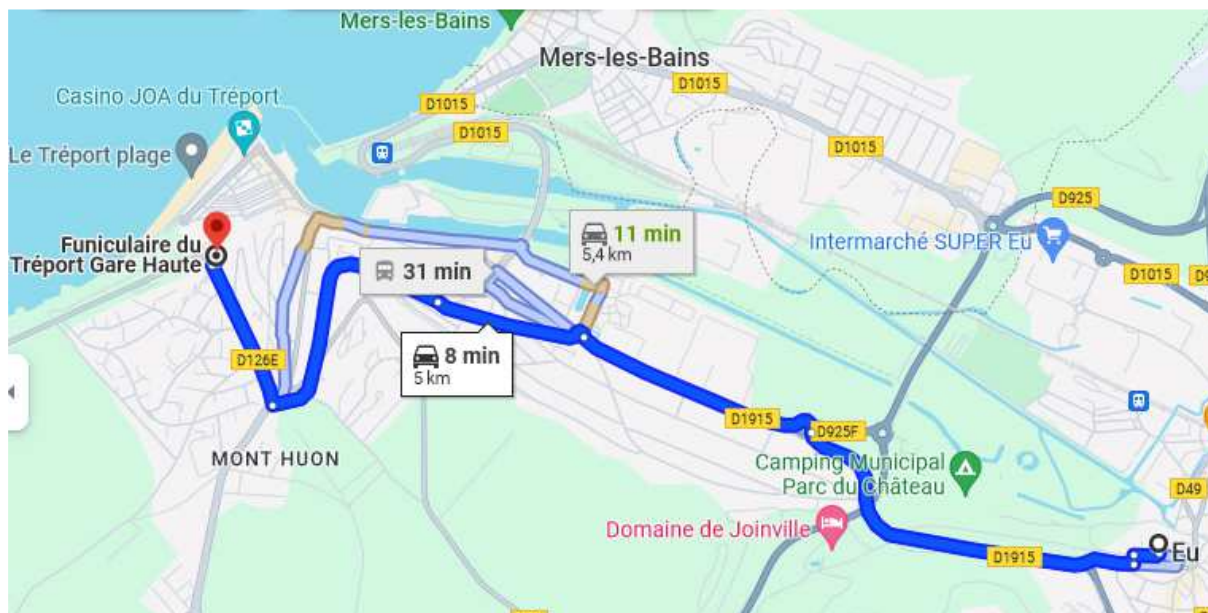 Mers-les-Bains
Mers-les-Bains
D1015
Casino JOA du Tréport
D1015
D1015
D1015
Le Tréport plage
D925
11 min
5,4 km
Intermarché SUPER Eu
Funiculaire du
Tréport Gare Haute
31 min
D1015
8 min
5 km
D126E
D1915
D925F
MONT HUON
Camping Municipal
Parc du Château
D49
Domaine de Joinville
D1915
Eu